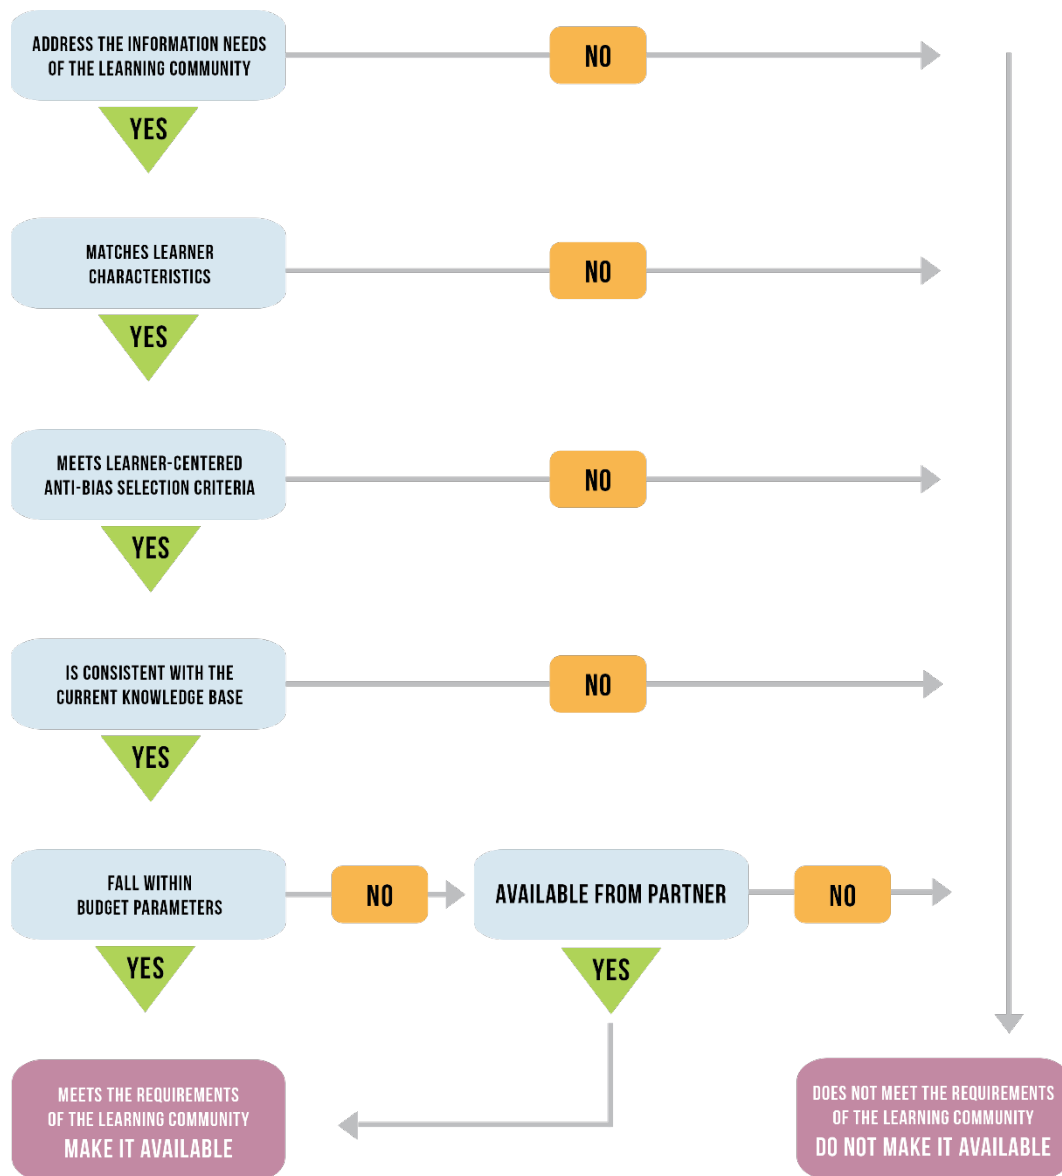 ADDRESS THE INFORMATION NEEDS
OF THE LEARNING COMMUNITY
NO
YES
MATCHES LEARNER
CHARACTERISTICS
NO
YES
MEETS LEARNER-CENTERED
ANTI-BIAS SELECTION CRITERIA
NO
YES
IS CONSISTENT WITH THE
CURRENT KNOWLEDGE BASE
NO
YES
FALL WITHIN
BUDGET PARAMETERS
NO
AVAILABLE FROM PARTNER
NO
YES
YES
MEETS THE REQUIREMENTS
OF THE LEARNING COMMUNITY
MAKE IT AVAILABLE
DOES NOT MEET THE REQUIREMENTS
OF THE LEARNING COMMUNITY
DO NOT MAKE IT AVAILABLE